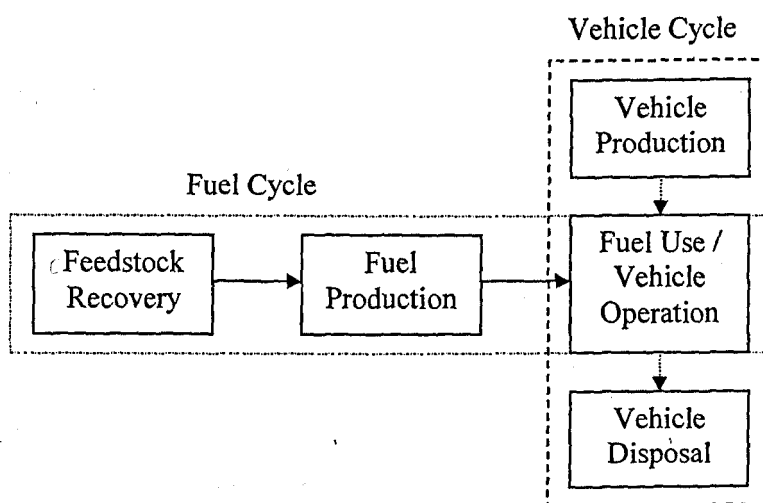 Vehicle Cycle
Vehicle
Production
Fuel Cycle
Feedstock
Recovery
Fuel
Production
Fuel Use /
Vehicle
Operation
Vehicle
Disposal